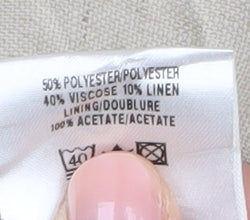 50% POLYESTER/POLYESTER
40% VISCOSE 10% LINEN
LINING/DOUBLURE
100% ACETATE/ACETATE
40